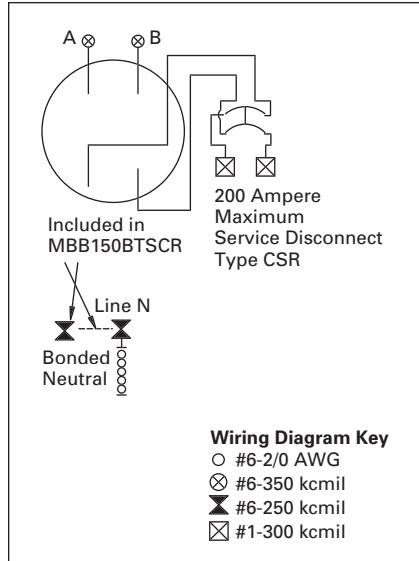 A
B
200 Ampere
Maximum
Service Disconnect
Type CSR
Included in
MBB150BTSCR
Line N
Bonded
Neutral
Wiring Diagram Key
#6-2/0 AWG
#6-350 kcmil
#6-250 kcmil
#1-300 kcmil